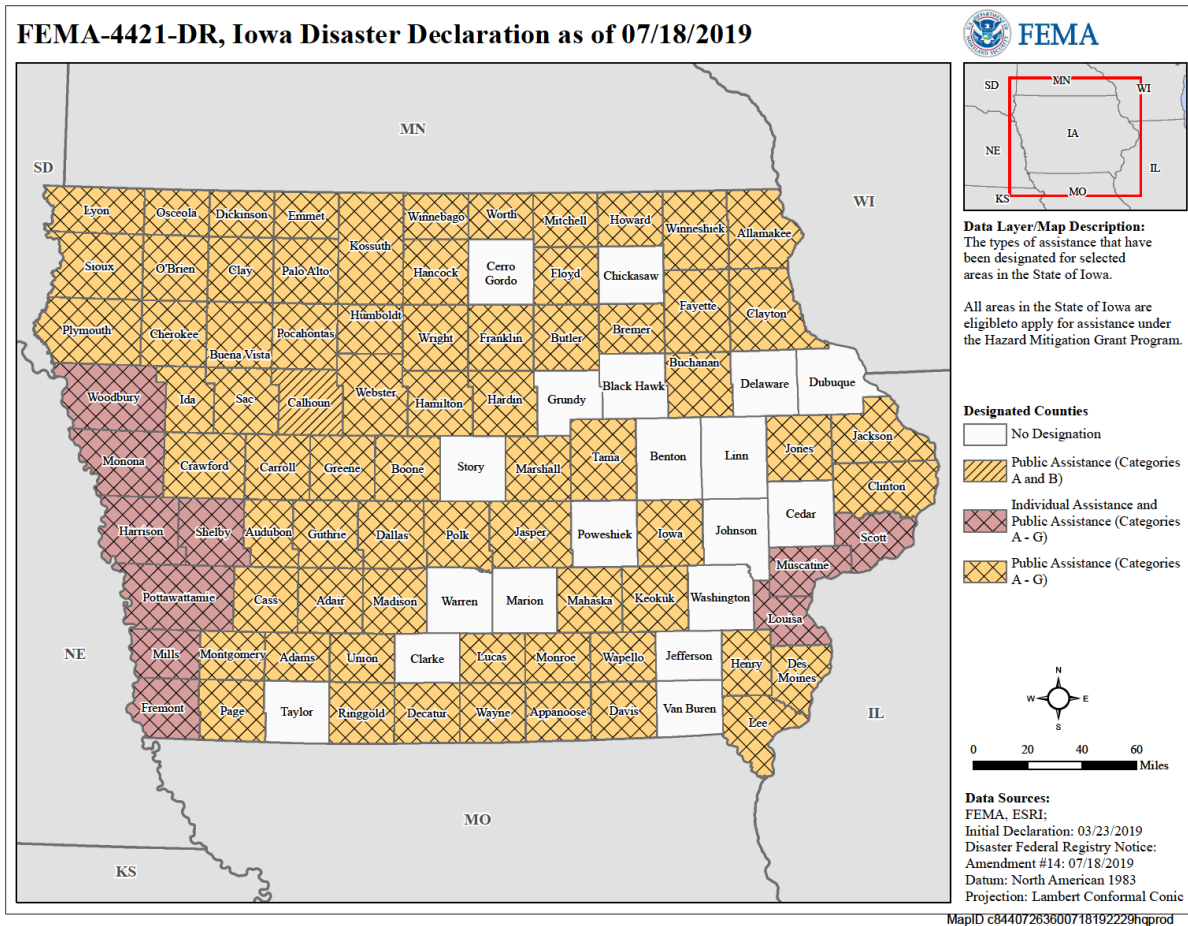 FEMA-4421-DR, Iowa Disaster Declaration as of 07/18/2019
FEMA
MN
SD
WI
NE
IL
MO
KS
Lyon
Osceola
Dickinson
Emmet
Winnebago
Worth
Mitchell
Howard
Winneshiek
Allamakee
Kossuth
Sioux
O'Brien
Clay
Palo Alto
Hancock
Cerro
Gordo
Floyd
Chickasaw
Fayette
Clayton
Plymouth
Cherokee
Buena Vista
Pocahontas
Humboldt
Wright
Franklin
Butler
Bremer
Woodbury
Ida
Sac
Calhoun
Webster
Hamilton
Hardin
Grundy
Black Hawk
Buchanan
Delaware
Dubuque
Monona
Crawford
Carroll
Greene
Boone
Story
Marshall
Tama
Benton
Linn
Jones
Jackson
Clinton
Harrison
Shelby
Audubon
Guthrie
Dallas
Polk
Jasper
Poweshiek
Iowa
Johnson
Cedar
Scott
Muscatine
Pottawattamie
Cass
Adair
Madison
Warren
Marion
Mahaska
Keokuk
Washington
Louisa
Mills
Montgomery
Adams
Union
Clarke
Lucas
Monroe
Wapello
Jefferson
Henry
Des
Moines
Fremont
Page
Taylor
Ringgold
Decatur
Wayne
Appanoose
Davis
Van Buren
Lee
SD
MN
WI
NE
IA
IL
KS
MO
Data Layer/Map Description:
The types of assistance that have
been designated for selected
areas in the State of Iowa.
All areas in the State of Iowa are
eligibleto apply for assistance under
the Hazard Mitigation Grant Program.
Designated Counties
No Designation
Public Assistance (Categories
A and B)
Individual Assistance and
Public Assistance (Categories
A - G)
Public Assistance (Categories
A - G)
N
W
E
S
0 20 40 60
Miles
Data Sources:
FEMA, ESRI;
Initial Declaration: 03/23/2019
Disaster Federal Registry Notice:
Amendment #14: 07/18/2019
Datum: North American 1983
Projection: Lambert Conformal Conic
MapID c84407263600718192229hqprod